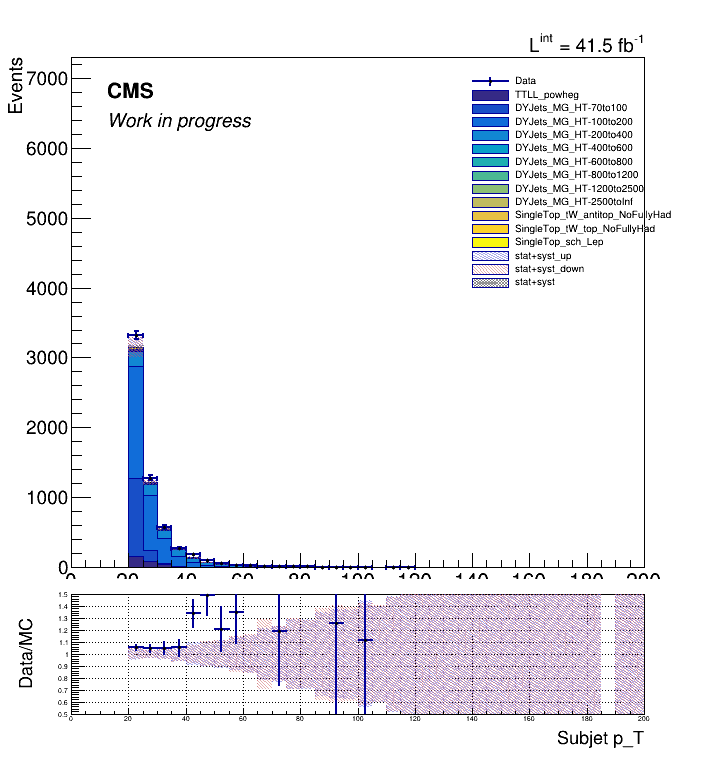 L^int = 41.5 fb^-1
Events
CMS
Work in progress
Data
TTLL_powheg
DYJets_MG_HT-70to100
DYJets_MG_HT-100to200
DYJets_MG_HT-200to400
DYJets_MG_HT-400to600
DYJets_MG_HT-600to800
DYJets_MG_HT-800to1200
DYJets_MG_HT-1200to2500
DYJets_MG_HT-2500toInf
SingleTop_tW_antitop_NoFullyHad
SingleTop_tW_top_NoFullyHad
SingleTop_sch_Lep
stat+syst_up
stat+syst_down
stat+syst
7000
6000
5000
4000
3000
2000
1000
0
0 20 40 60 80 100 120 140 160 180 200
Data/MC
1.5
1.4
1.3
1.2
1.1
1
0.9
0.8
0.7
0.6
0.5
0 20 40 60 80 100 120 140 160 180 200
Subjet p_T